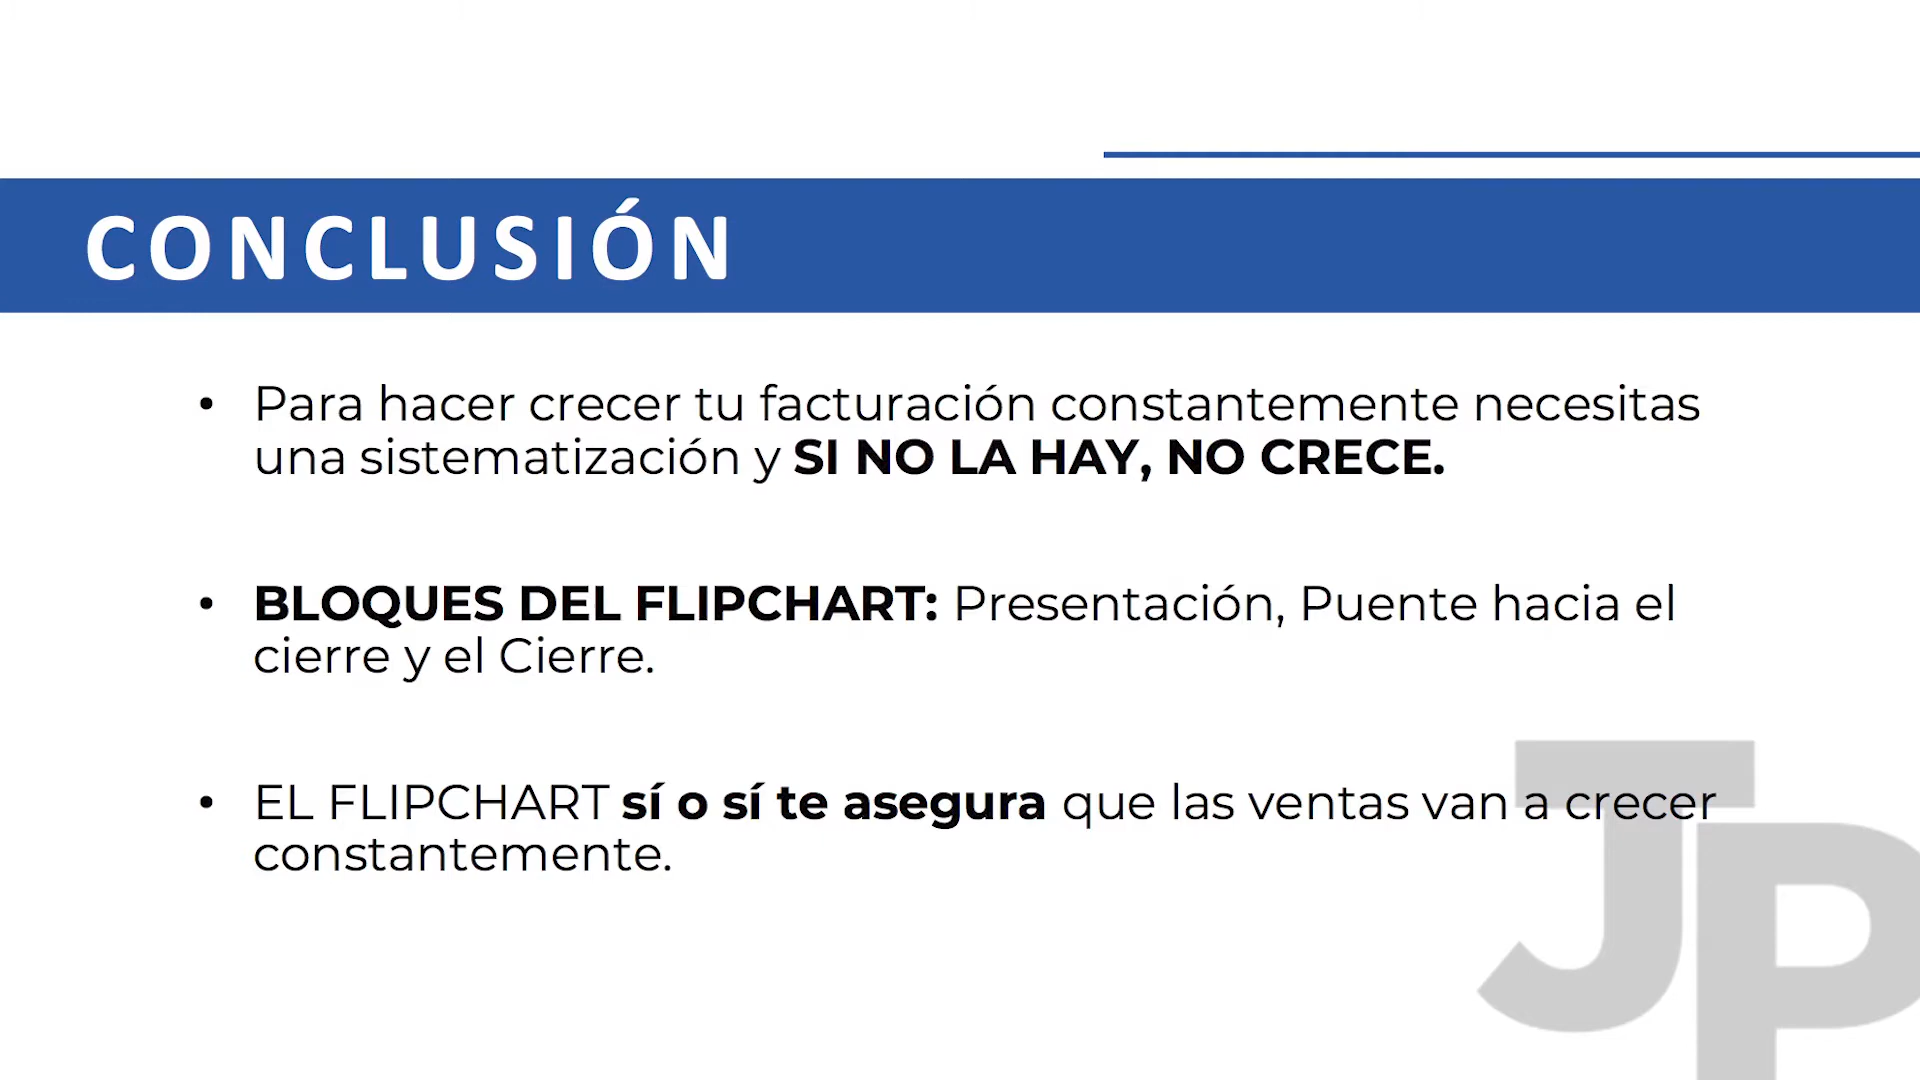 CONCLUSIÓN
• Para hacer crecer tu facturación constantemente necesitas
una sistematización y SI NO LA HAY, NO CRECE.
• BLOQUES DEL FLIPCHART: Presentación, Puente hacia el
cierre y el Cierre.
• EL FLIPCHART sí o sí te asegura que las ventas van a crecer
constantemente.
JP